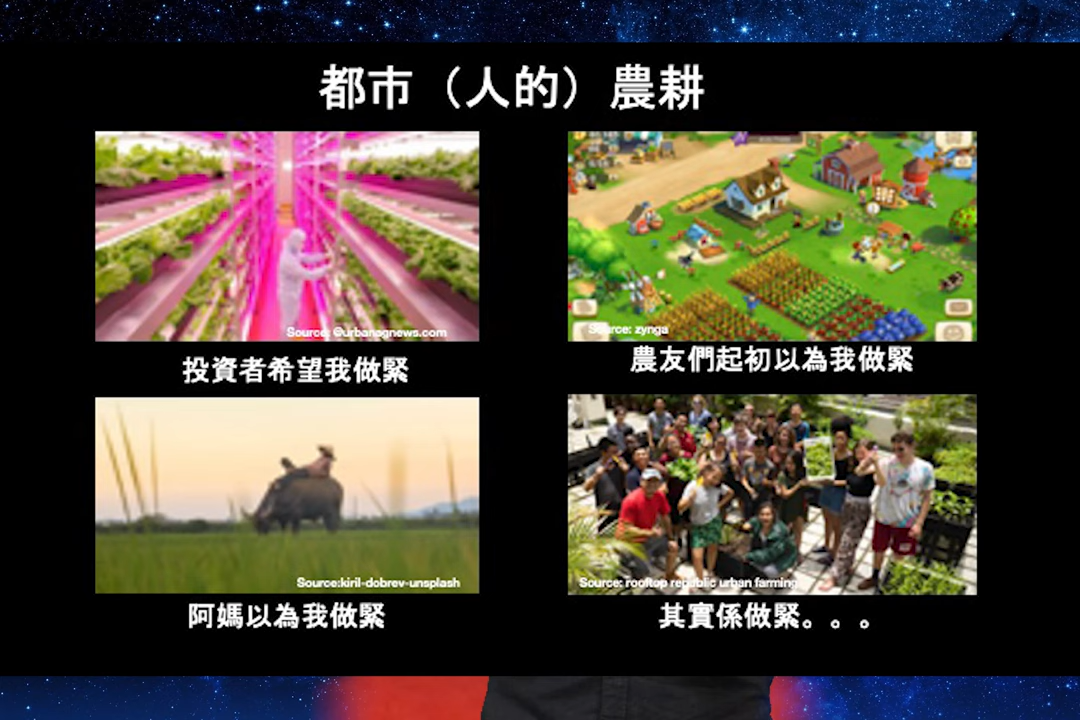 都市（人的）農耕
Source: @urbanagnews.com
Source: zynga
投資者希望我做緊
農友們起初以為我做緊
Source:kiril-dobrev-unsplash
Source: rooftop republic urban farming
阿媽以為我做緊
其實係做緊。。。